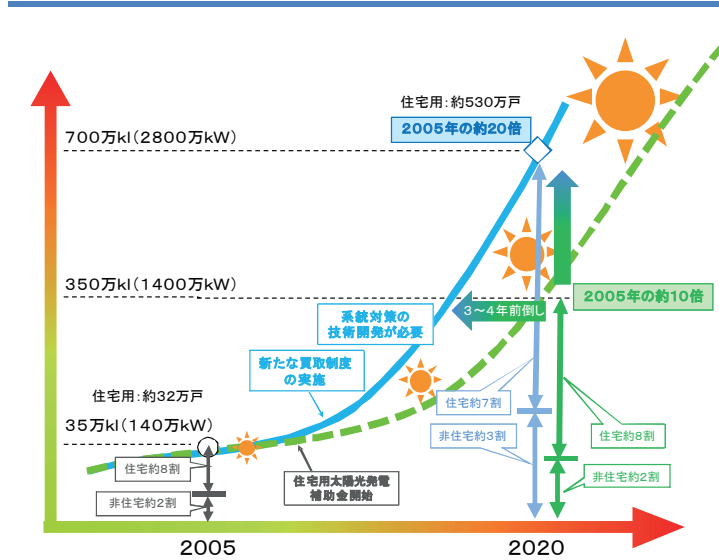 住宅用：約530万戸
2005年の約20倍
700万kl（2800万kW）
350万kl（1400万kW）
2005年の約10倍
3～4年前倒し
系統対策の
技術開発が必要
新たな買取制度
の実施
住宅用：約32万戸
35万kl（140万kW）
住宅約7割
非住宅約3割
住宅約8割
非住宅約2割
住宅約8割
非住宅約2割
住宅用太陽光発電
補助金開始
2005
2020